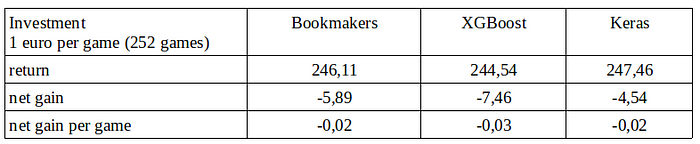 Investment Bookmakers XGBoost Keras
1 euro per game (252 games)
return 246,11 244,54 247,46
net gain -5,89 -7,46 -4,54
net gain per game -0,02 -0,03 -0,02